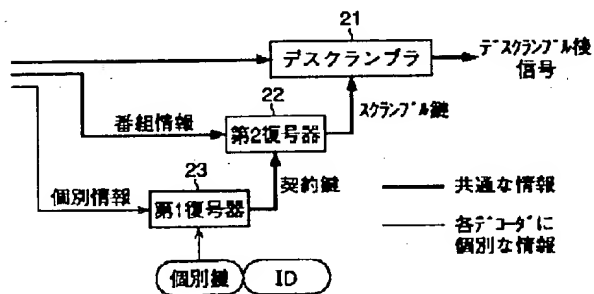 21
デスクランブラ
デスクランブル後
信号
22
スクランブル鍵
番組情報
第2復号器
23
契約鍵
個別情報
第1復号器
共通な情報
各デコーダに
個別な情報
個別鍵
ID